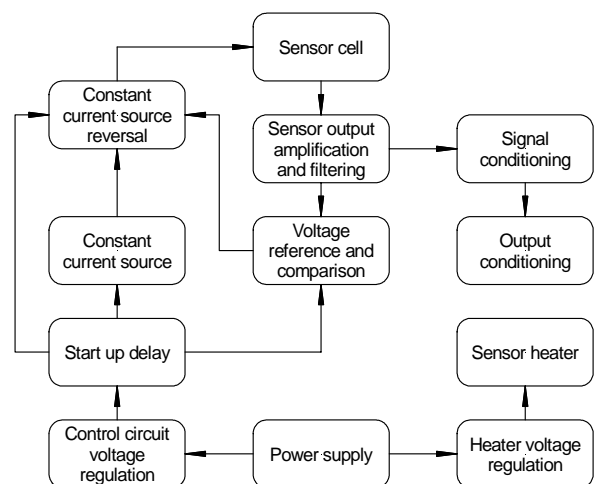 Sensor cell
Constant
current source
reversal
Sensor output
amplification
and filtering
Signal
conditioning
Constant
current source
Voltage
reference and
comparison
Output
conditioning
Start up delay
Sensor heater
Control circuit
voltage
regulation
Power supply
Heater voltage
regulation